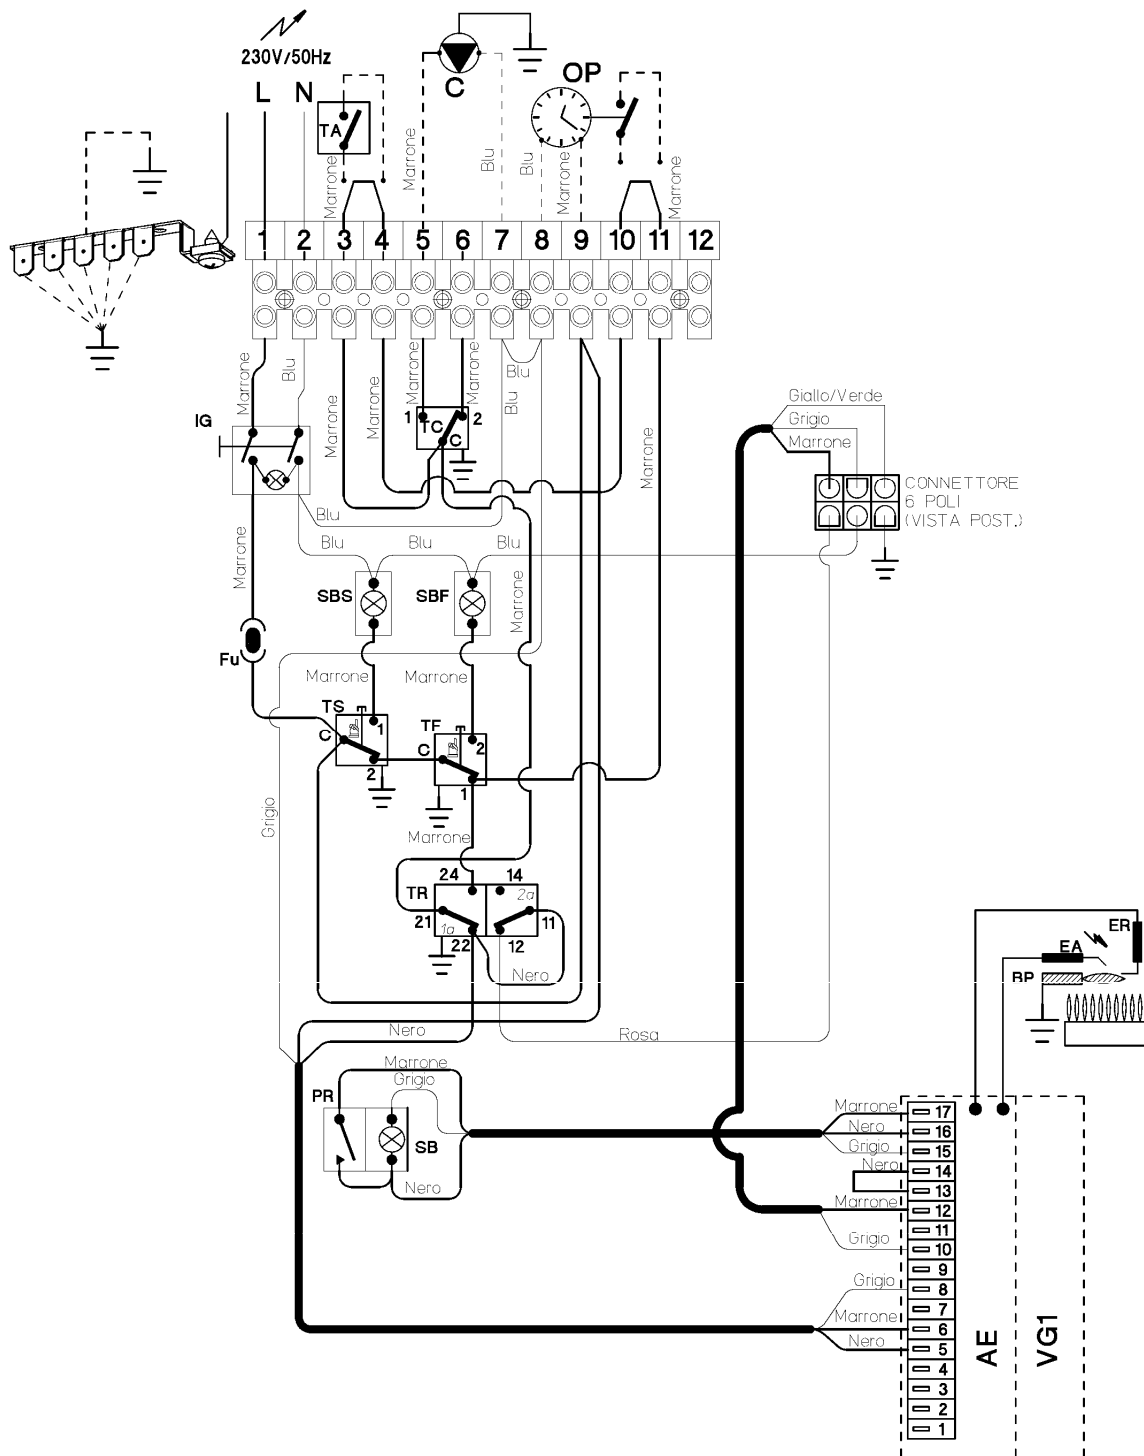 230V/50Hz
L
N
TA
C
OP
Marrone
Marrone
Blu
Blu
Marrone
Marrone
1 2 3 4 5 6 7 8 9 10 11 12
Marrone
Blu
Marrone
Marrone
Marrone
Marrone
Blu
Blu
Marrone
IG
1
TC
2
C
Giallo/Verde
Grigio
Marrone
CONNETTORE
6 POLI
(VISTA POST.)
Blu
Blu
Blu
Blu
Marrone
SBS
SBF
Marrone
Fu
Marrone
Marrone
TS
1
C
2
TF
2
C
1
Grigio
Marrone
24
14
TR
2a
21
1a
11
22
12
Nero
Nero
Rosa
ER
EA
RP
Marrone
Grigio
PR
SB
Nero
Marrone
Nero
Grigio
Nero
Marrone
Grigio
Grigio
Marrone
Nero
17
16
15
14
13
12
11
10
9
8
7
6
5
4
3
2
1
AE
VG1